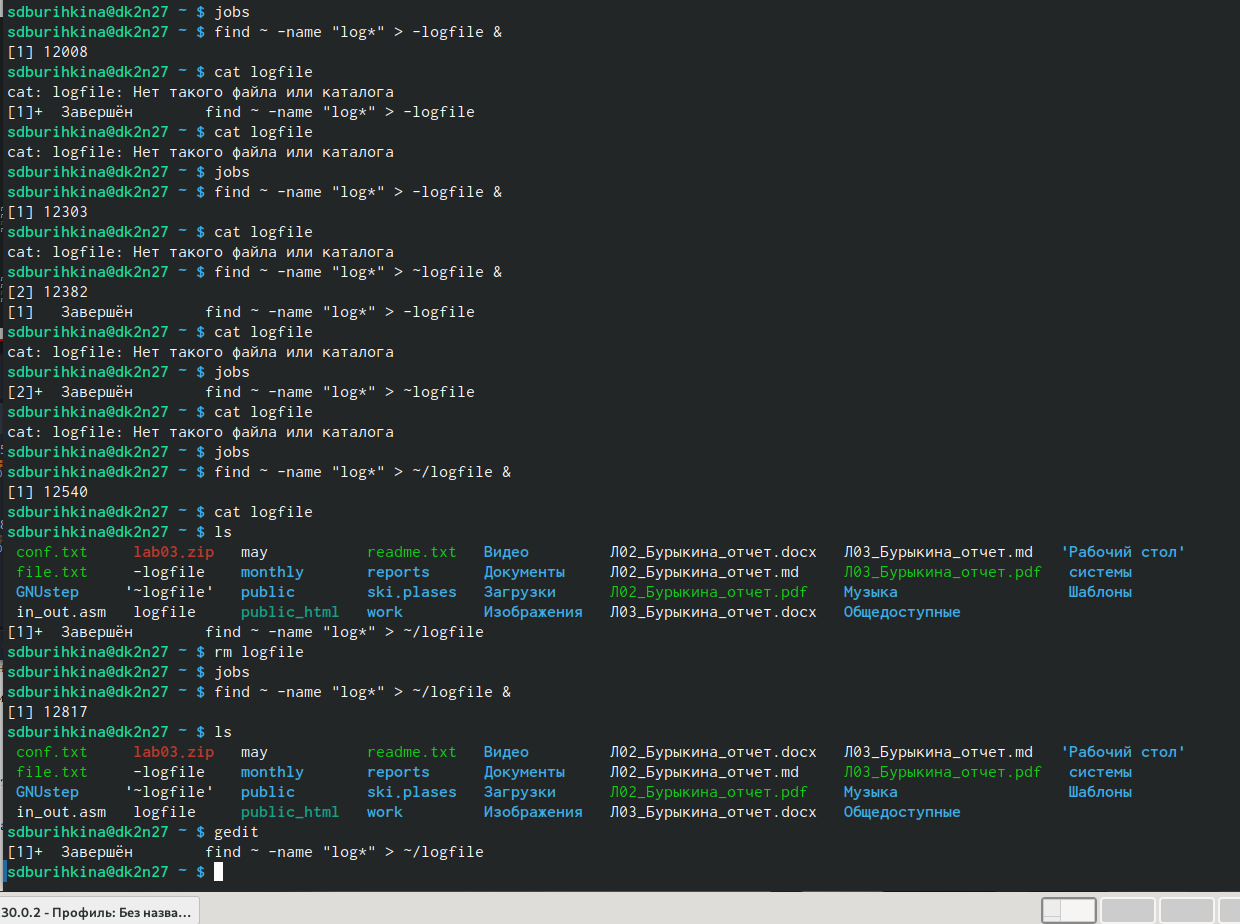 sdburihkina@dk2n27 ~ $ jobs
sdburihkina@dk2n27 ~ $ find ~ -name "log*" > -logfile &
[1] 12008
sdburihkina@dk2n27 ~ $ cat logfile
cat: logfile: Нет такого файла или каталога
[1]+  Завершён        find ~ -name "log*" > -logfile
sdburihkina@dk2n27 ~ $ cat logfile
cat: logfile: Нет такого файла или каталога
sdburihkina@dk2n27 ~ $ jobs
sdburihkina@dk2n27 ~ $ find ~ -name "log*" > -logfile &
[1] 12303
sdburihkina@dk2n27 ~ $ cat logfile
cat: logfile: Нет такого файла или каталога
sdburihkina@dk2n27 ~ $ find ~ -name "log*" > ~logfile &
[2] 12382
[1]   Завершён        find ~ -name "log*" > -logfile
sdburihkina@dk2n27 ~ $ cat logfile
cat: logfile: Нет такого файла или каталога
sdburihkina@dk2n27 ~ $ jobs
[2]+  Завершён        find ~ -name "log*" > ~logfile
sdburihkina@dk2n27 ~ $ cat logfile
cat: logfile: Нет такого файла или каталога
sdburihkina@dk2n27 ~ $ jobs
sdburihkina@dk2n27 ~ $ find ~ -name "log*" > ~/logfile &
[1] 12540
sdburihkina@dk2n27 ~ $ cat logfile
sdburihkina@dk2n27 ~ $ ls
conf.txt     lab03.zip   may           readme.txt   Видео         Л02_Бурыкина_отчет.docx   Л03_Бурыкина_отчет.md   'Рабочий стол'
file.txt     -logfile    monthly       reports      Документы     Л02_Бурыкина_отчет.md     Л03_Бурыкина_отчет.pdf   системы
GNUstep     '~logfile'   public        ski.plases   Загрузки      Л02_Бурыкина_отчет.pdf    Музыка                   Шаблоны
in_out.asm   logfile     public_html   work         Изображения   Л03_Бурыкина_отчет.docx   Общедоступные
[1]+  Завершён        find ~ -name "log*" > ~/logfile
sdburihkina@dk2n27 ~ $ rm logfile
sdburihkina@dk2n27 ~ $ jobs
sdburihkina@dk2n27 ~ $ find ~ -name "log*" > ~/logfile &
[1] 12817
sdburihkina@dk2n27 ~ $ ls
conf.txt     lab03.zip   may           readme.txt   Видео         Л02_Бурыкина_отчет.docx   Л03_Бурыкина_отчет.md   'Рабочий стол'
file.txt     -logfile    monthly       reports      Документы     Л02_Бурыкина_отчет.md     Л03_Бурыкина_отчет.pdf   системы
GNUstep     '~logfile'   public        ski.plases   Загрузки      Л02_Бурыкина_отчет.pdf    Музыка                   Шаблоны
in_out.asm   logfile     public_html   work         Изображения   Л03_Бурыкина_отчет.docx   Общедоступные
sdburihkina@dk2n27 ~ $ gedit
[1]+  Завершён        find ~ -name "log*" > ~/logfile
sdburihkina@dk2n27 ~ $
30.0.2 - Профиль: Без назва...